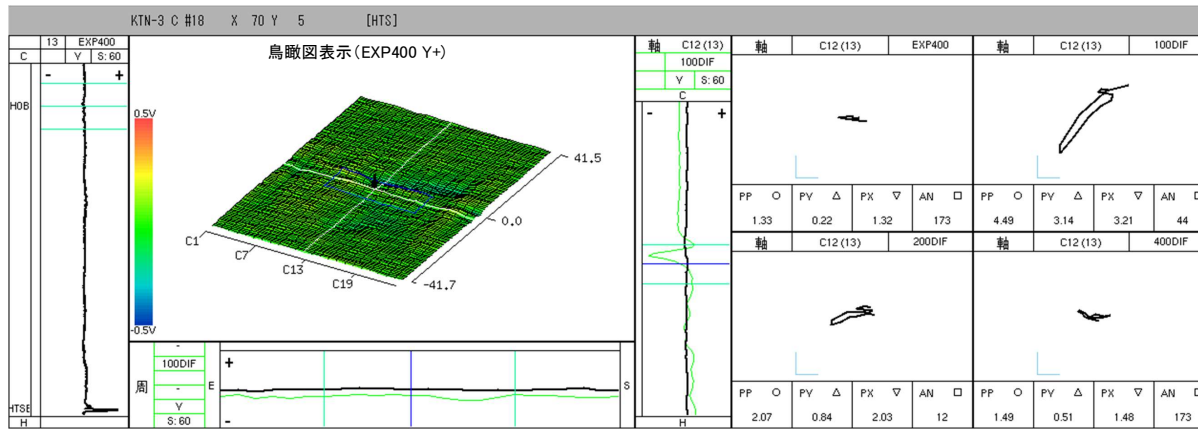 KTN-3 C #18 X 70 Y 5 [HTS]
13 EXP400
C Y S:60
- +
HOB
HTSE
H
鳥瞰図表示(EXP400 Y+)
0.5V
-0.5V
41.5
0.0
-41.7
C1
C7
C13
C19
周
-
100DIF
-
Y
S:60
E
+
-
S
軸 C12 (13)
100DIF
Y S:60
C
- +
H
軸 C12 (13) EXP400
PP ○ PY △ PX ▽ AN □
1.33 0.22 1.32 173
軸 C12 (13) 100DIF
PP ○ PY △ PX ▽ AN
4.49 3.14 3.21 44
軸 C12 (13) 200DIF
PP ○ PY △ PX ▽ AN □
2.07 0.84 2.03 12
軸 C12 (13) 400DIF
PP ○ PY △ PX ▽ AN
1.49 0.51 1.48 173